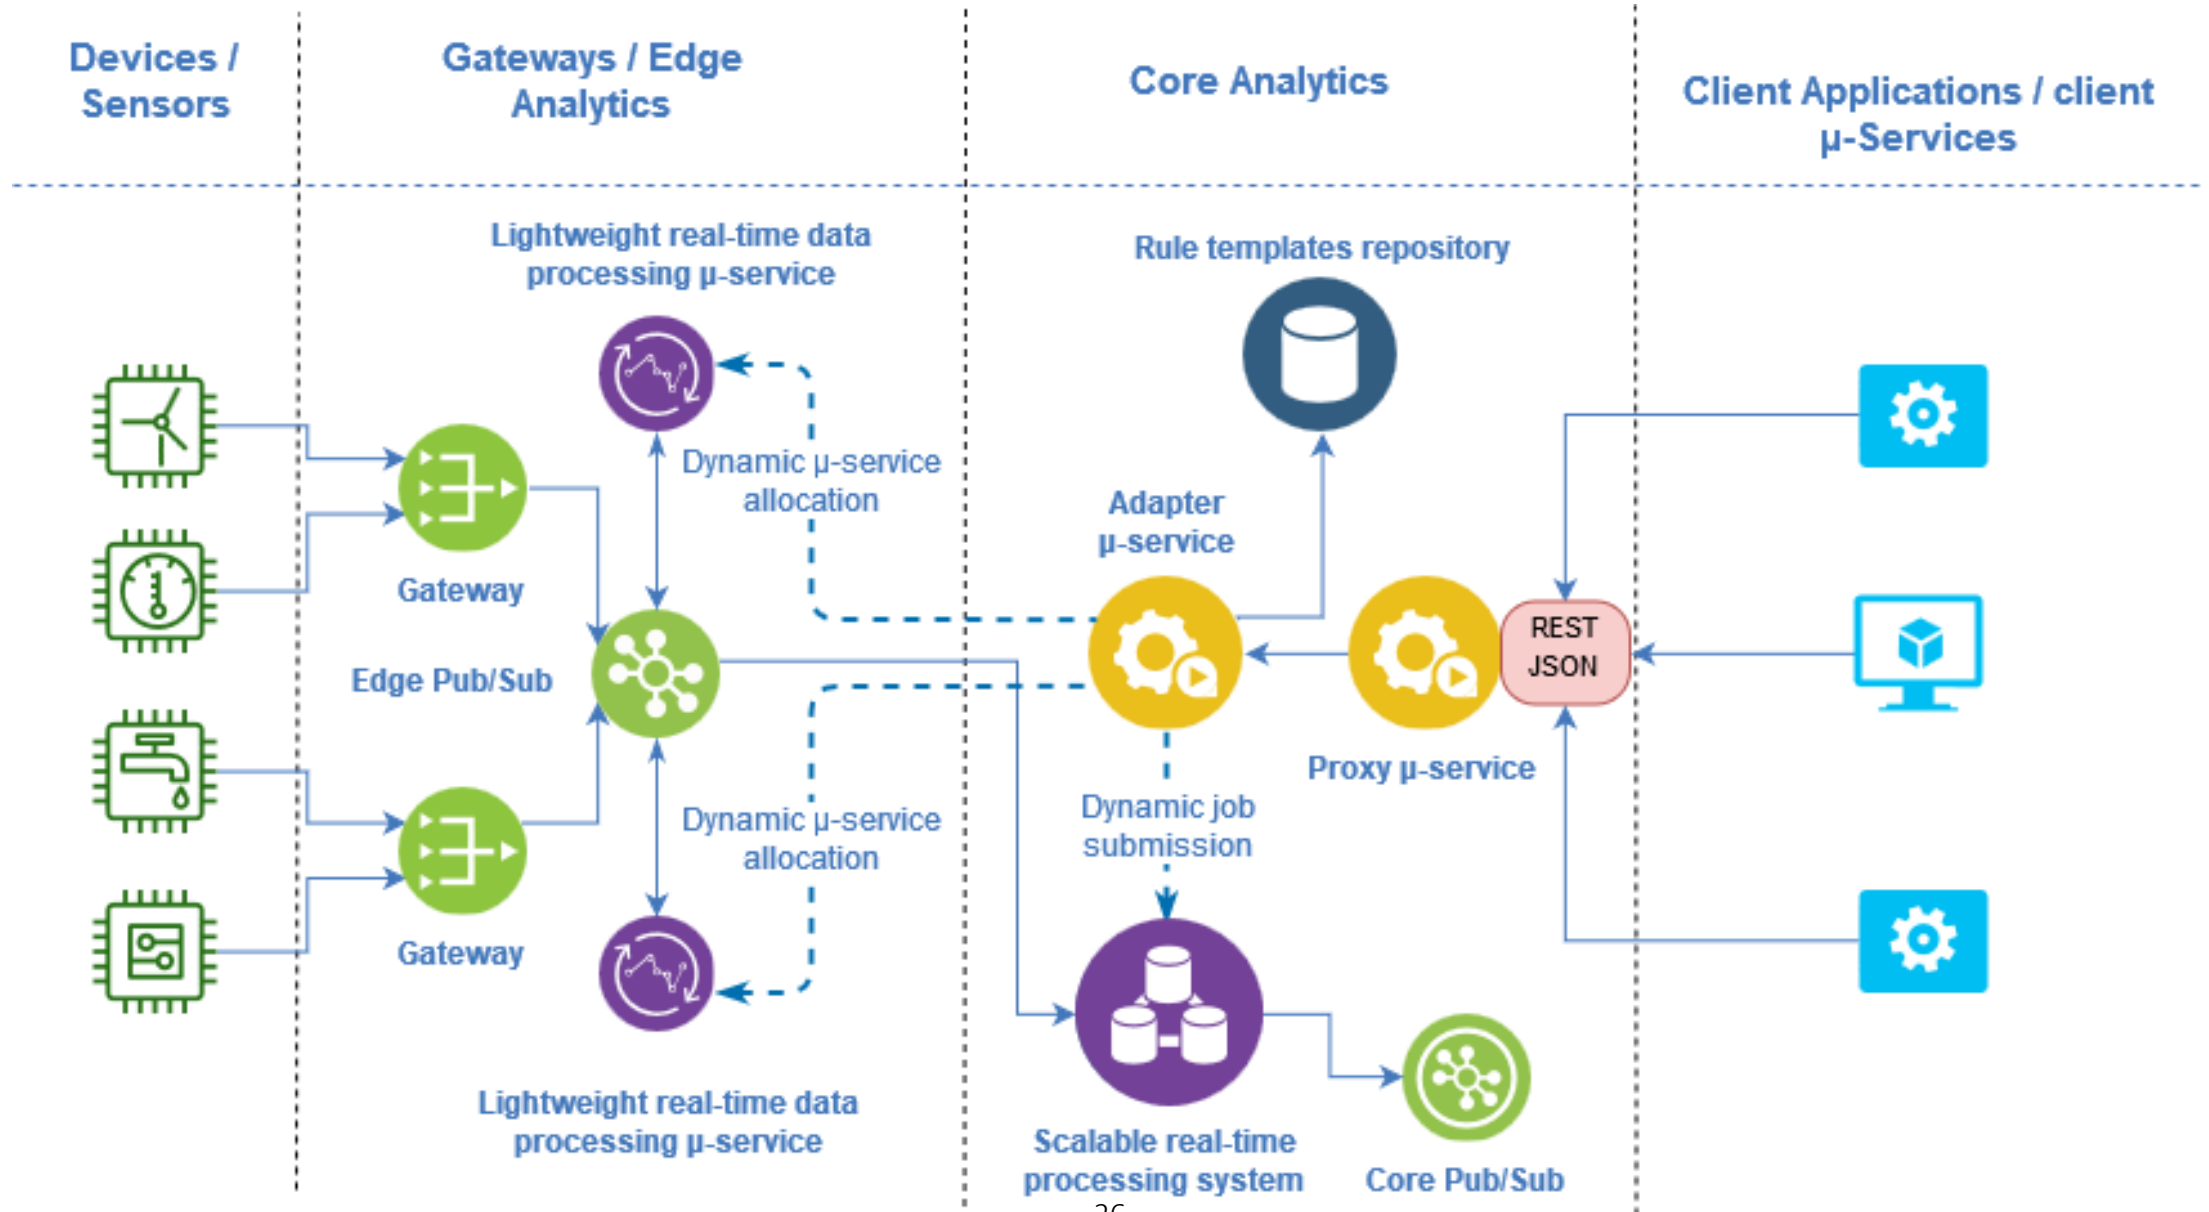 Devices /
Sensors
Gateways / Edge
Analytics
Core Analytics
Client Applications / client
µ-Services
Lightweight real-time data
processing µ-service
Rule templates repository
Dynamic µ-service
allocation
Adapter
µ-service
Gateway
REST
JSON
Edge Pub/Sub
Proxy µ-service
Dynamic µ-service
allocation
Dynamic job
submission
Gateway
Lightweight real-time data
processing µ-service
Scalable real-time
processing system
Core Pub/Sub